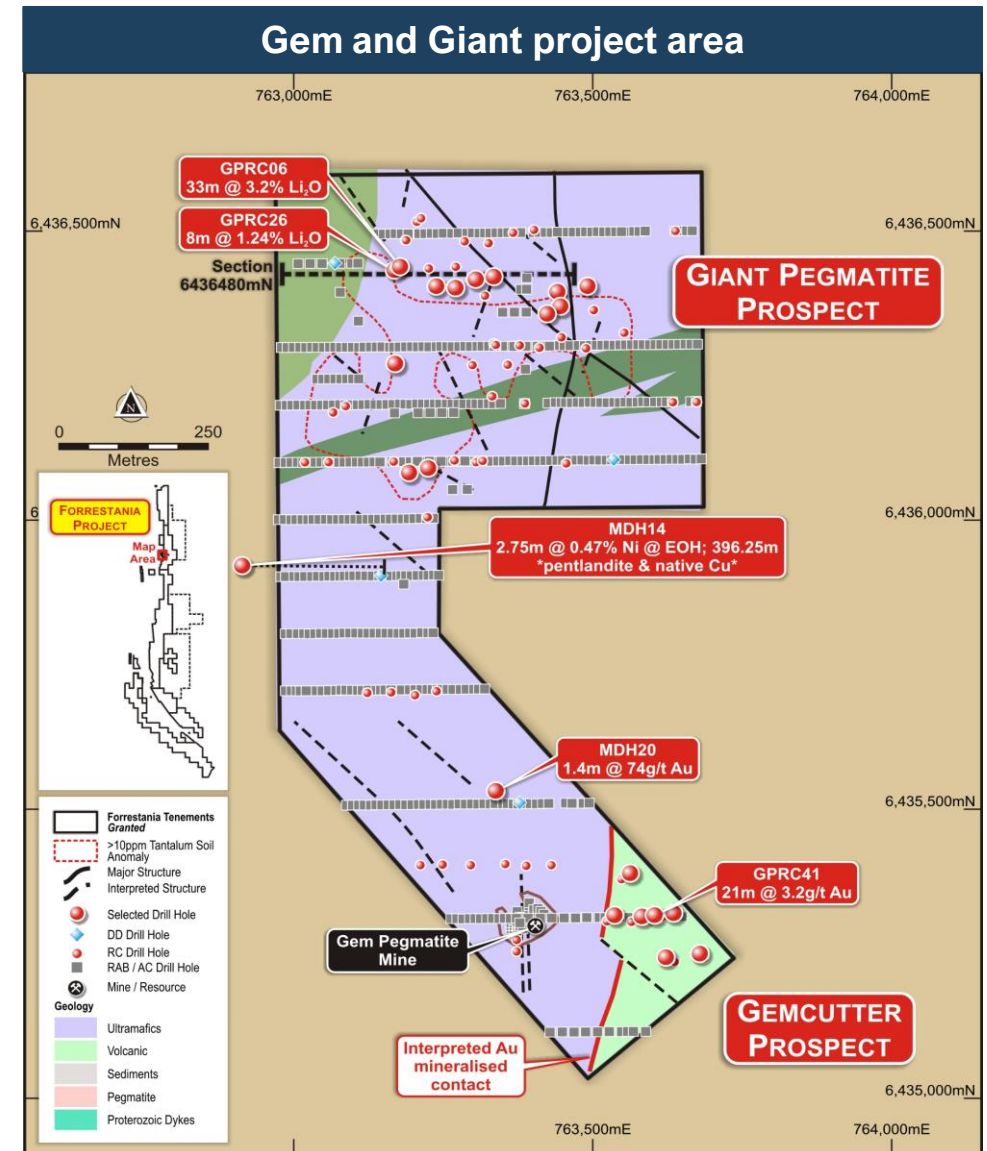 Gem and Giant project area
763,000mE
763,500mE
764,000mE
GPRC06
33m @ 3.2% Li₂O
GPRC26
8m @ 1.24% Li₂O
6,436,500mN
6,436,500mN
Section
6436480mN
GIANT PEGMATITE
PROSPECT
N
0 250
Metres
FORRESTANIA
PROJECT
Map
Area
6
6,436,000mN
MDH14
2.75m @ 0.47% Ni @ EOH; 396.25m
*pentlandite & native Cu*
MDH20
1.4m @ 74g/t Au
6,435,500mN
GPRC41
21m @ 3.2g/t Au
Gem Pegmatite
Mine
GEMCUTTER
PROSPECT
Interpreted Au
mineralised
contact
6,435,000mN
Forrestania Tenements
Granted
>10ppm Tantalum Soil
Anomaly
Major Structure
Interpreted Structure
Selected Drill Hole
DD Drill Hole
RC Drill Hole
RAB / AC Drill Hole
Mine / Resource
Geology
Ultramafics
Volcanic
Sediments
Pegmatite
Proterozoic Dykes
763,500mE
764,000mE